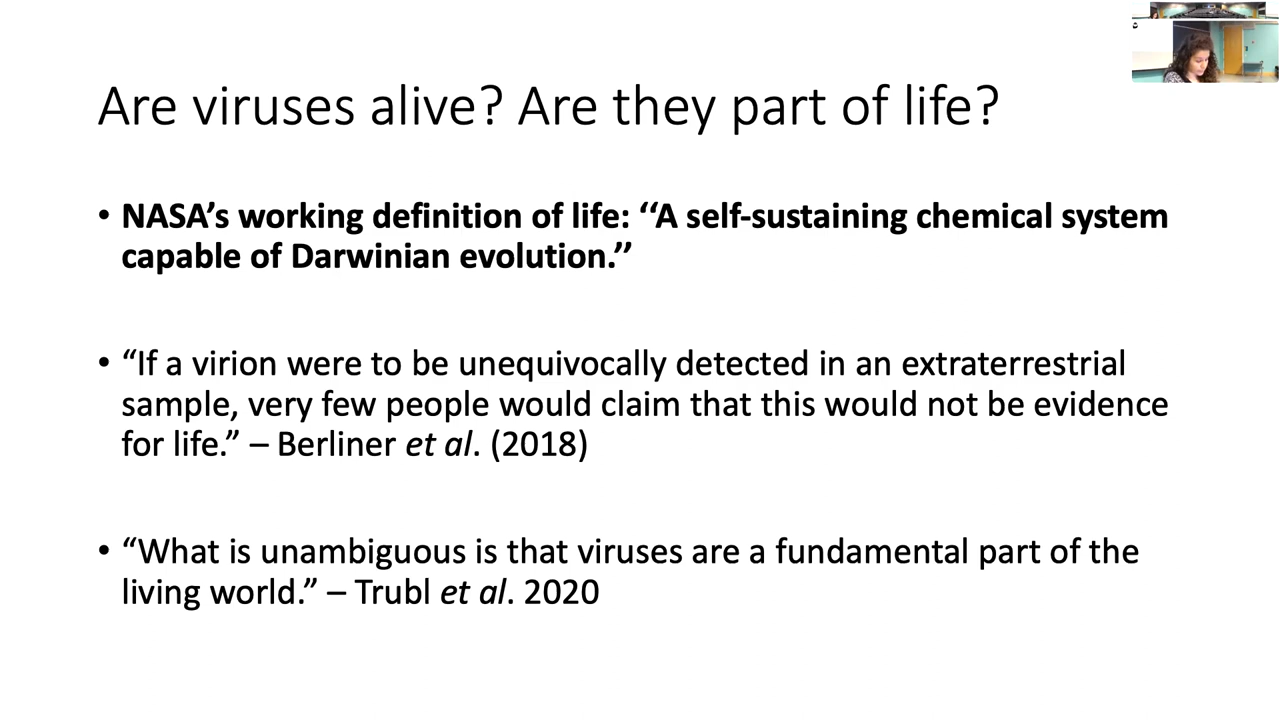 Are viruses alive? Are they part of life?
• NASA’s working definition of life: ‘‘A self-sustaining chemical system
capable of Darwinian evolution.’’
• “If a virion were to be unequivocally detected in an extraterrestrial
sample, very few people would claim that this would not be evidence
for life.” – Berliner et al. (2018)
• “What is unambiguous is that viruses are a fundamental part of the
living world.” – Trubl et al. 2020